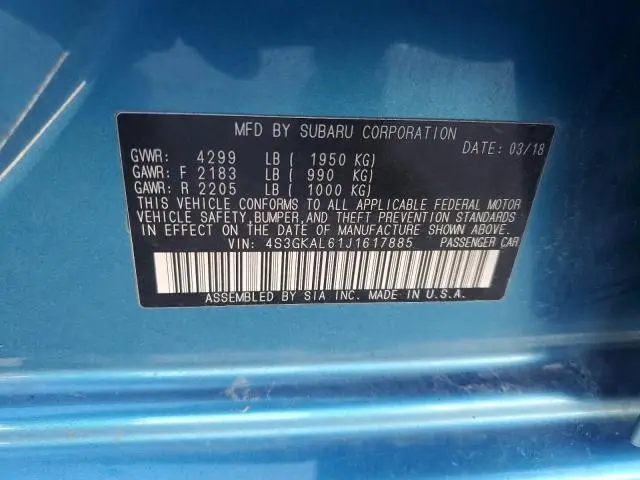 MFD BY SUBARU CORPORATION
DATE: 03/18
GVWR: 4299 LB ( 1950 KG)
GAWR: F 2183 LB ( 990 KG)
GAWR: R 2205 LB ( 1000 KG)
THIS VEHICLE CONFORMS TO ALL APPLICABLE FEDERAL MOTOR
VEHICLE SAFETY, BUMPER, AND THEFT PREVENTION STANDARDS
IN EFFECT ON THE DATE OF MANUFACTURE SHOWN ABOVE.
VIN: 4S3GKAL61J1617885 PASSENGER CAR
ASSEMBLED BY SIA INC. MADE IN U.S.A.